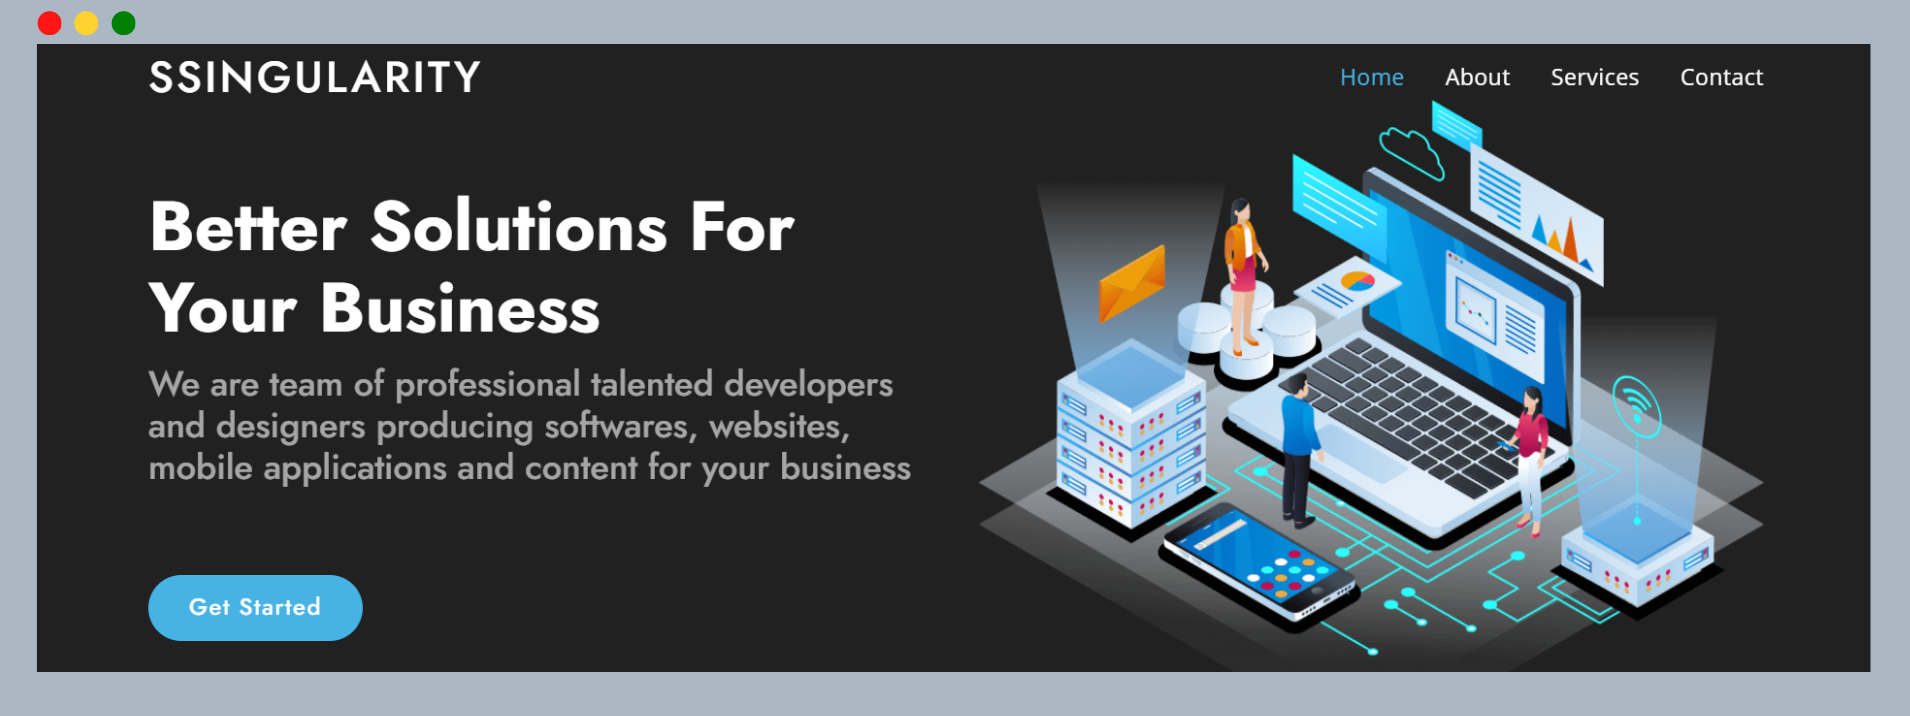 SSINGULARITY
Home About Services Contact
Better Solutions For
Your Business
We are team of professional talented developers
and designers producing softwares, websites,
mobile applications and content for your business
Get Started